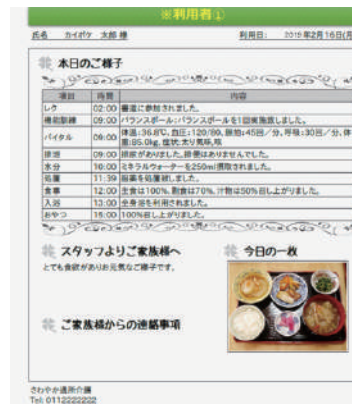 ※利用者①
氏名 カイポケ 太郎 様 利用日: 2015年2月16日(月
本日のご様子
項目 時間 内容
レク 02:00 書道に参加されました。
機能訓練 09:00 バランスボール:バランスボールを1回実施致しました。
バイタル 09:00 体温:36.8℃, 血圧:120/80, 脈拍:45回/分, 呼吸:30回/分, 体
重:85.0kg, 症状:太り気味,咳
排泄 09:00 排尿がありました。排便はありませんでした。
水分 10:00 ミネラルウォーターを250ml摂取されました。
処置 11:39 投薬を処置致しました。
食事 12:00 主食は100%, 副食は70%, 汁物は50%召し上がりました。
入浴 13:00 全身浴を利用されました。
おやつ 15:00 100%召し上がりました。
スタッフよりご家族様へ
とても食欲がありお元気なご様子です。
今日の一枚
ご家族様からの連絡事項
さわやか通所介護
Tel: 0112222222